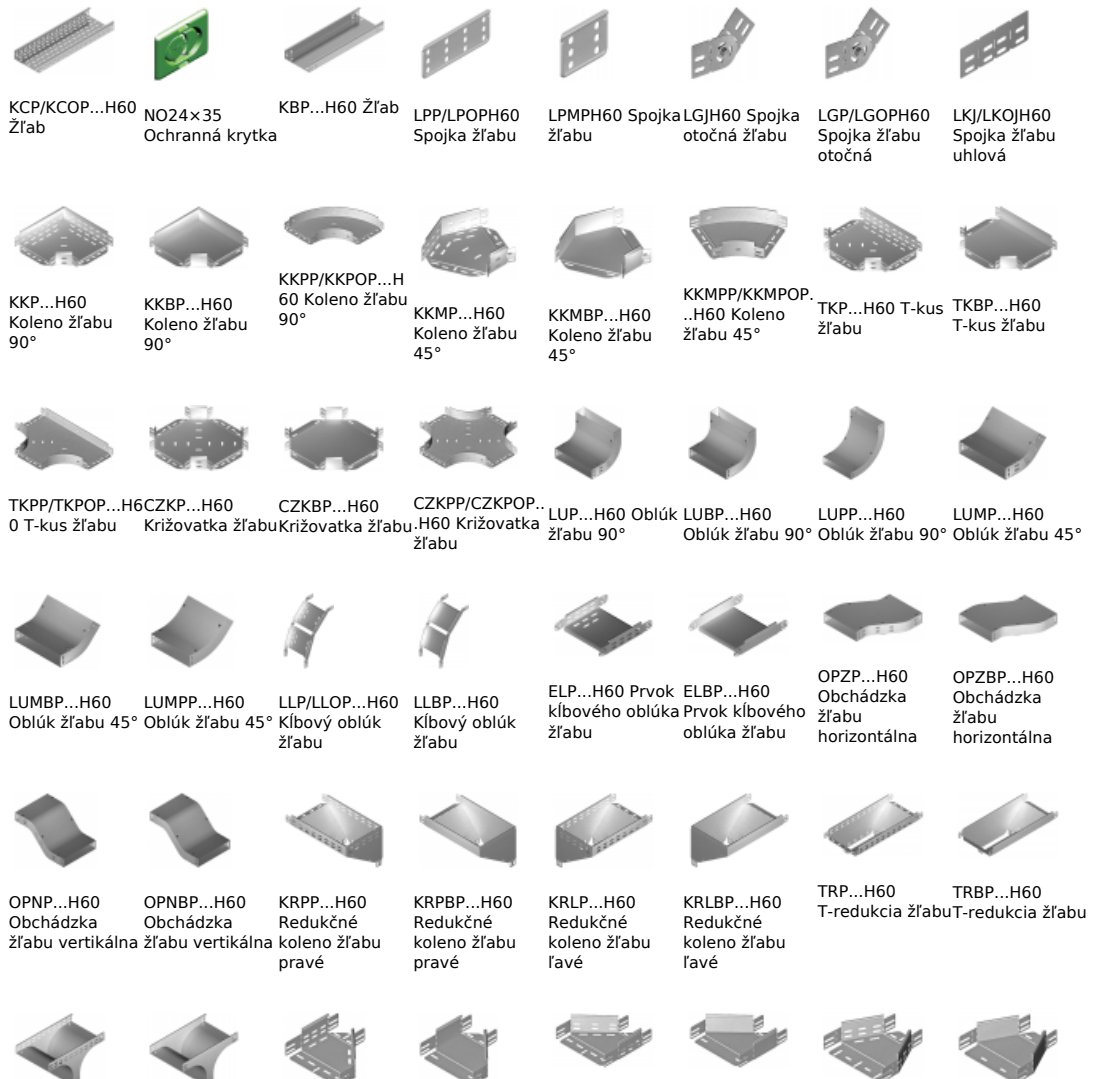 KCP/KCOP...H60
Žľab
NO24×35
Ochranná krytka
KBP...H60 Žľab
LPP/LPOPH60
Spojka žľabu
LPMPH60 Spojka
žľabu
LGJH60 Spojka
otočná žľabu
LGP/LGOPH60
Spojka žľabu
otočná
LKJ/LKOJH60
Spojka žľabu
uhlová
KKP...H60
Koleno žľabu
90°
KKBP...H60
Koleno žľabu
90°
KKPP/KKPOP...H
60 Koleno žľabu
90°
KKMP...H60
Koleno žľabu
45°
KKMBP...H60
Koleno žľabu
45°
KKMPP/KKMPOP.
..H60 Koleno
žľabu 45°
TKP...H60 T-kus
žľabu
TKBP...H60
T-kus žľabu
TKPP/TKPOP...H6
0 T-kus žľabu
CZKP...H60
Križovatka žľabu
CZKBP...H60
Križovatka žľabu
CZKPP/CZKPOP..
.H60 Križovatka
žľabu
LUP...H60 Oblúk
žľabu 90°
LUBP...H60
Oblúk žľabu 90°
LUPP...H60
Oblúk žľabu 90°
LUMP...H60
Oblúk žľabu 45°
LUMBP...H60
Oblúk žľabu 45°
LUMPP...H60
Oblúk žľabu 45°
LLP/LLOP...H60
Kĺbový oblúk
žľabu
LLBP...H60
Kĺbový oblúk
žľabu
ELP...H60 Prvok
kĺbového oblúka
žľabu
ELBP...H60
Prvok kĺbového
oblúka žľabu
OPZP...H60
Obchádzka
žľabu
horizontálna
OPZBP...H60
Obchádzka
žľabu
horizontálna
OPNP...H60
Obchádzka
žľabu vertikálna
OPNBP...H60
Obchádzka
žľabu vertikálna
KRPP...H60
Redukčné
koleno žľabu
pravé
KRPBP...H60
Redukčné
koleno žľabu
pravé
KRLP...H60
Redukčné
koleno žľabu
ľavé
KRLBP...H60
Redukčné
koleno žľabu
ľavé
TRP...H60
T-redukcia žľabu
TRBP...H60
T-redukcia žľabu